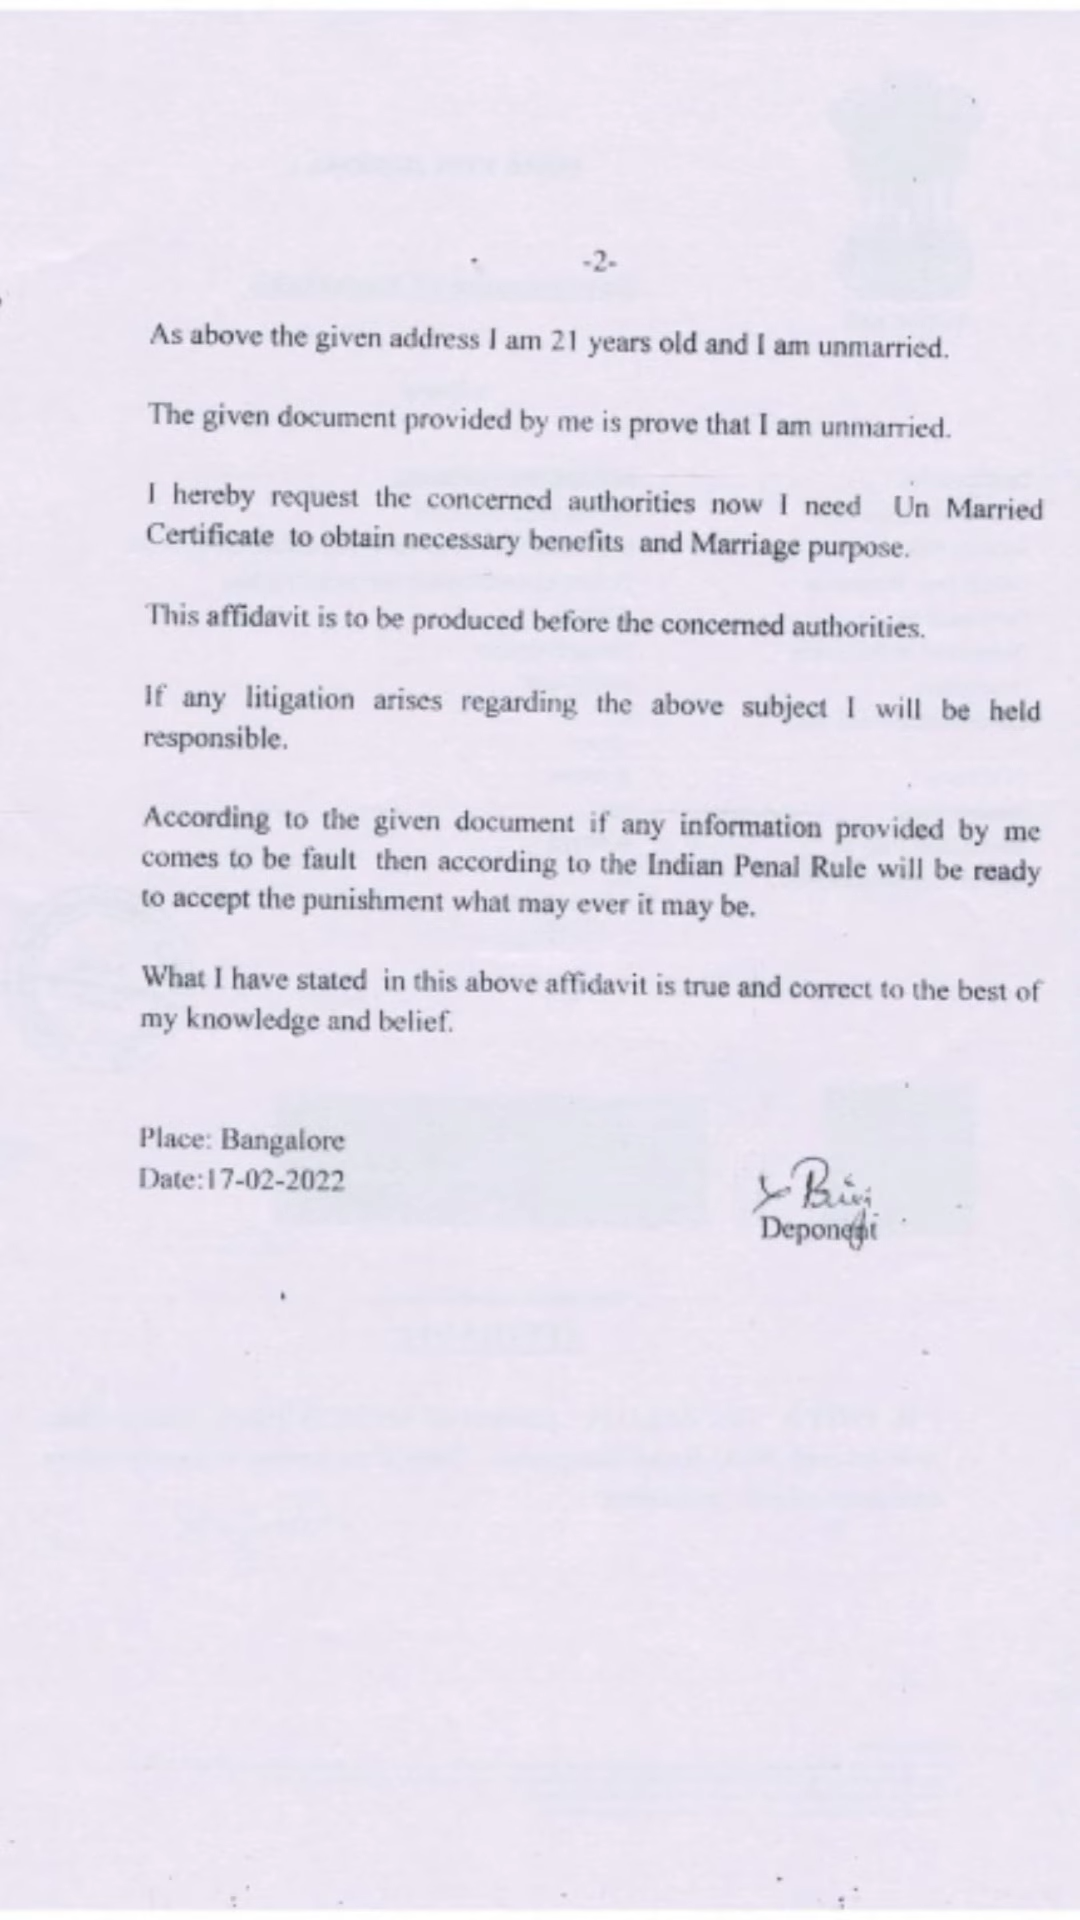 -2-
As above the given address I am 21 years old and I am unmarried.
The given document provided by me is prove that I am unmarried.
I hereby request the concerned authorities now I need Un Married
Certificate to obtain necessary benefits and Marriage purpose.
This affidavit is to be produced before the concerned authorities.
If any litigation arises regarding the above subject I will be held
responsible.
According to the given document if any information provided by me
comes to be fault then according to the Indian Penal Rule will be ready
to accept the punishment what may ever it may be.
What I have stated in this above affidavit is true and correct to the best of
my knowledge and belief.
Place: Bangalore
Date:17-02-2022
Deponent